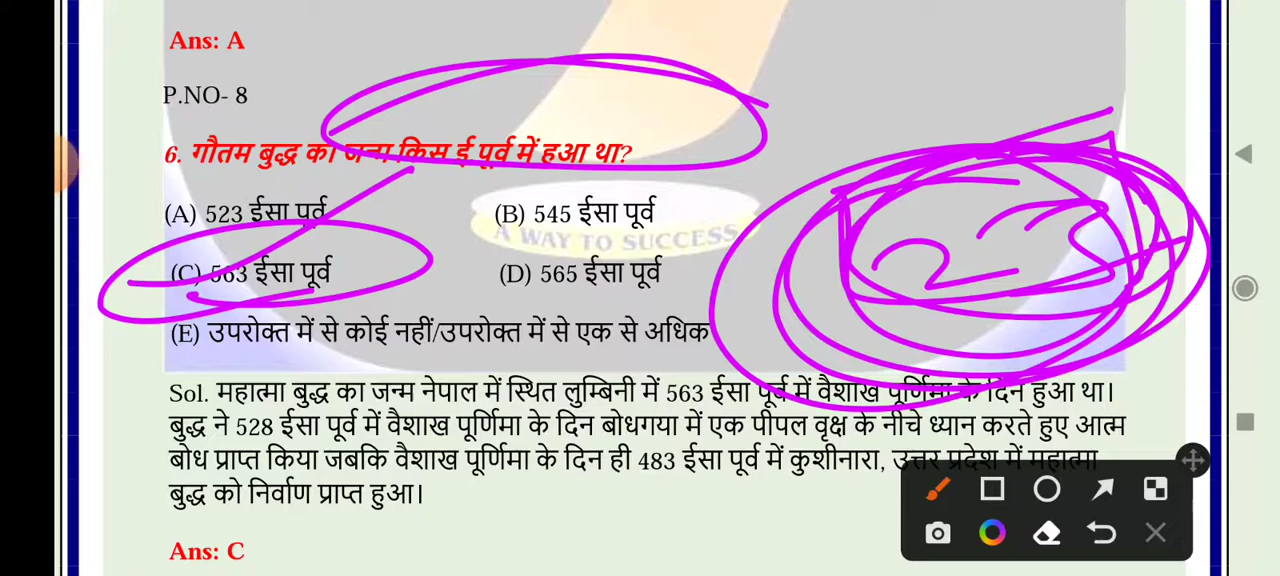 Ans: A
P.NO- 8
6. गौतम बुद्ध का जन्म किस ई पूर्व में हुआ था?
(A) 523 ईसा पूर्व (B) 545 ईसा पूर्व
A WAY TO SUCCESS
(C) 563 ईसा पूर्व (D) 565 ईसा पूर्व
(E) उपरोक्त में से कोई नहीं/उपरोक्त में से एक से अधिक
Sol. महात्मा बुद्ध का जन्म नेपाल में स्थित लुम्बिनी में 563 ईसा पूर्व में वैशाख पूर्णिमा के दिन हुआ था।
बुद्ध ने 528 ईसा पूर्व में वैशाख पूर्णिमा के दिन बोधगया में एक पीपल वृक्ष के नीचे ध्यान करते हुए आत्म
बोध प्राप्त किया जबकि वैशाख पूर्णिमा के दिन ही 483 ईसा पूर्व में कुशीनारा, उत्तर प्रदेश में महात्मा
बुद्ध को निर्वाण प्राप्त हुआ।
Ans: C